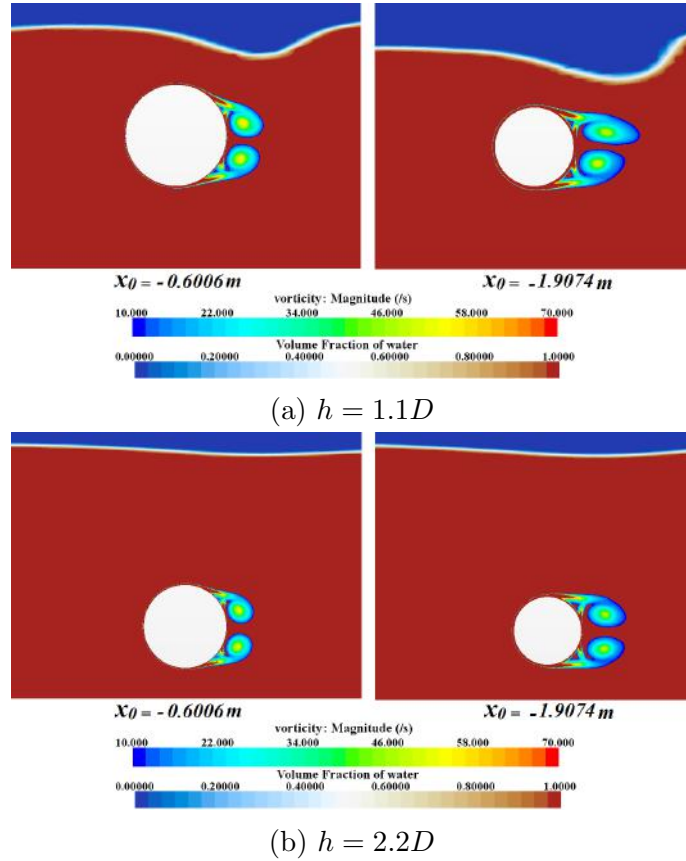 x₀ = -0.6006 m x₀ = -1.9074 m
vorticity: Magnitude (/s)
10.000 22.000 34.000 46.000 58.000 70.000
Volume Fraction of water
0.00000 0.20000 0.40000 0.60000 0.80000 1.0000
(a) h = 1.1D
x₀ = -0.6006 m x₀ = -1.9074 m
vorticity: Magnitude (/s)
10.000 22.000 34.000 46.000 58.000 70.000
Volume Fraction of water
0.00000 0.20000 0.40000 0.60000 0.80000 1.0000
(b) h = 2.2D